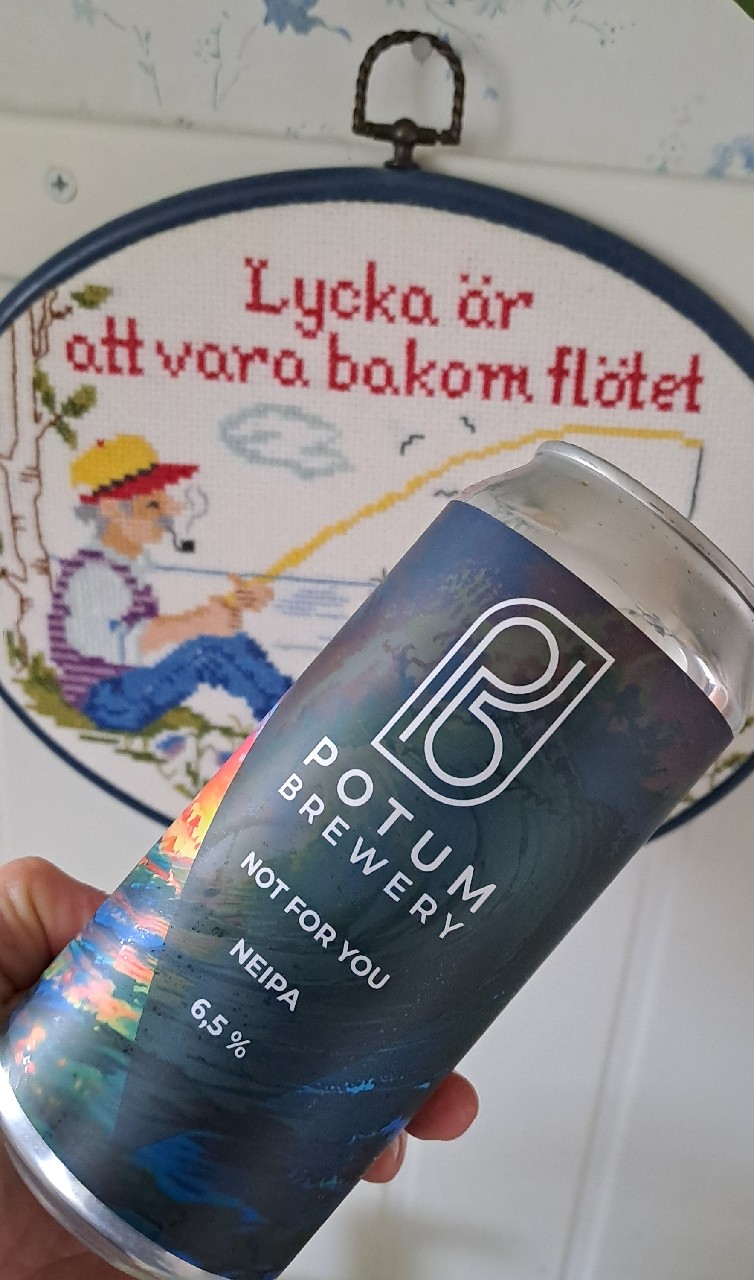 Lycka är
att vara bakom flötet
POTUM
BREWERY
NOT FOR YOU
NEIPA
6,5 %